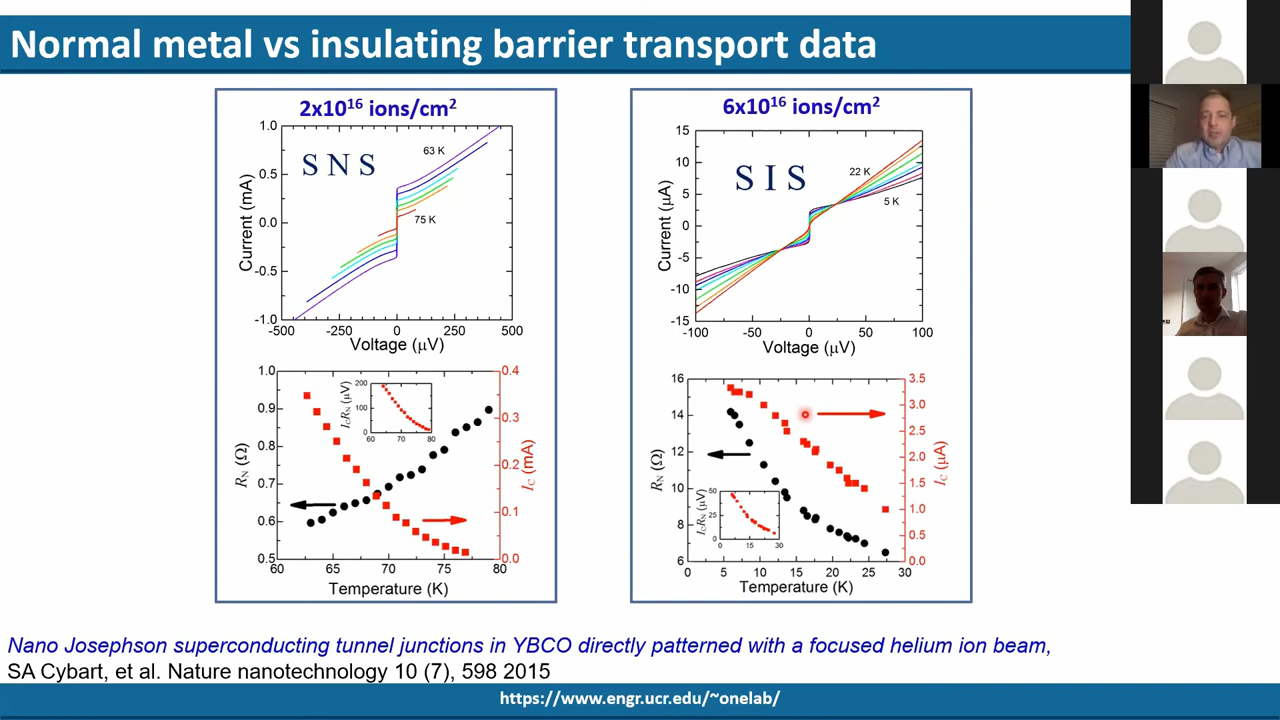 Normal metal vs insulating barrier transport data
2x10¹⁶ ions/cm²
1.0
0.5
0.0
-0.5
-1.0
Current (mA)
S N S
63 K
75 K
-500 -250 0 250 500
Voltage (μV)
1.0
0.9
0.8
0.7
0.6
0.5
R_N (Ω)
200
100
0
I_CR_N (μV)
60 70 80
0.4
0.3
0.2
0.1
0.0
I_C (mA)
60 65 70 75 80
Temperature (K)
6x10¹⁶ ions/cm²
15
10
5
0
-5
-10
-15
Current (μA)
S I S
22 K
5 K
-100 -50 0 50 100
Voltage (μV)
16
14
12
10
8
6
R_N (Ω)
50
25
0
I_CR_N (μV)
0 15 30
3.5
3.0
2.5
2.0
1.5
1.0
0.5
0.0
I_C (μA)
0 5 10 15 20 25 30
Temperature (K)
Nano Josephson superconducting tunnel junctions in YBCO directly patterned with a focused helium ion beam,
SA Cybart, et al. Nature nanotechnology 10 (7), 598 2015
https://www.engr.ucr.edu/~onelab/